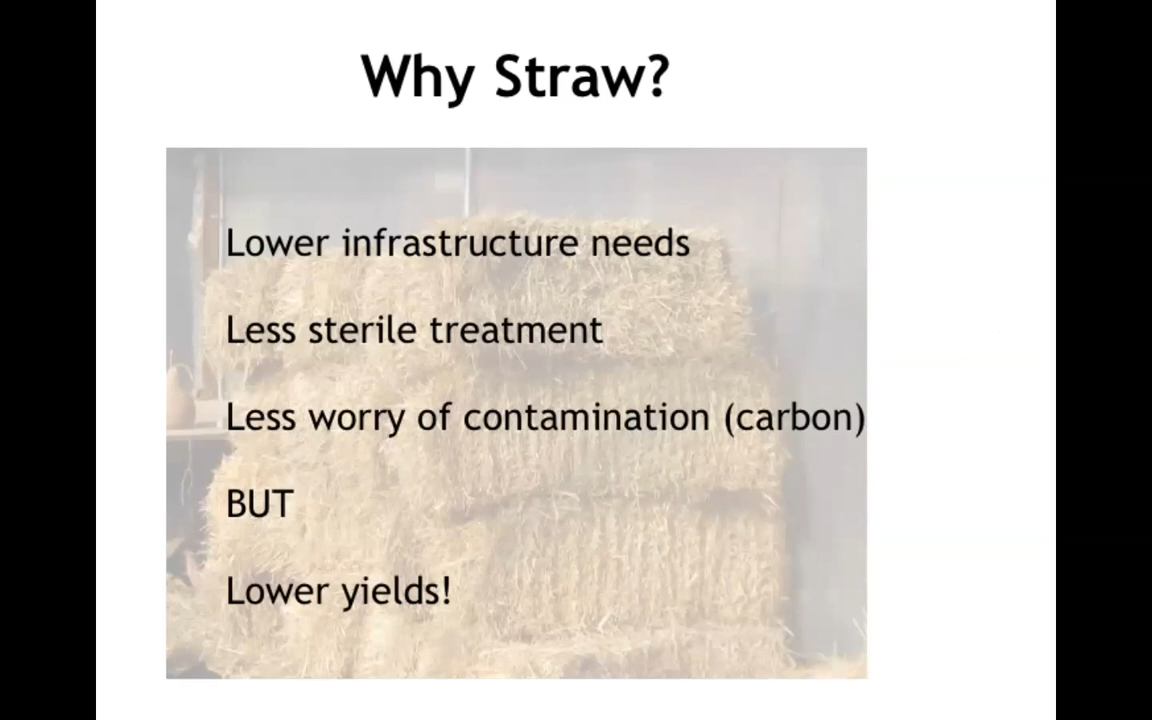 Why Straw?
Lower infrastructure needs
Less sterile treatment
Less worry of contamination (carbon)
BUT
Lower yields!